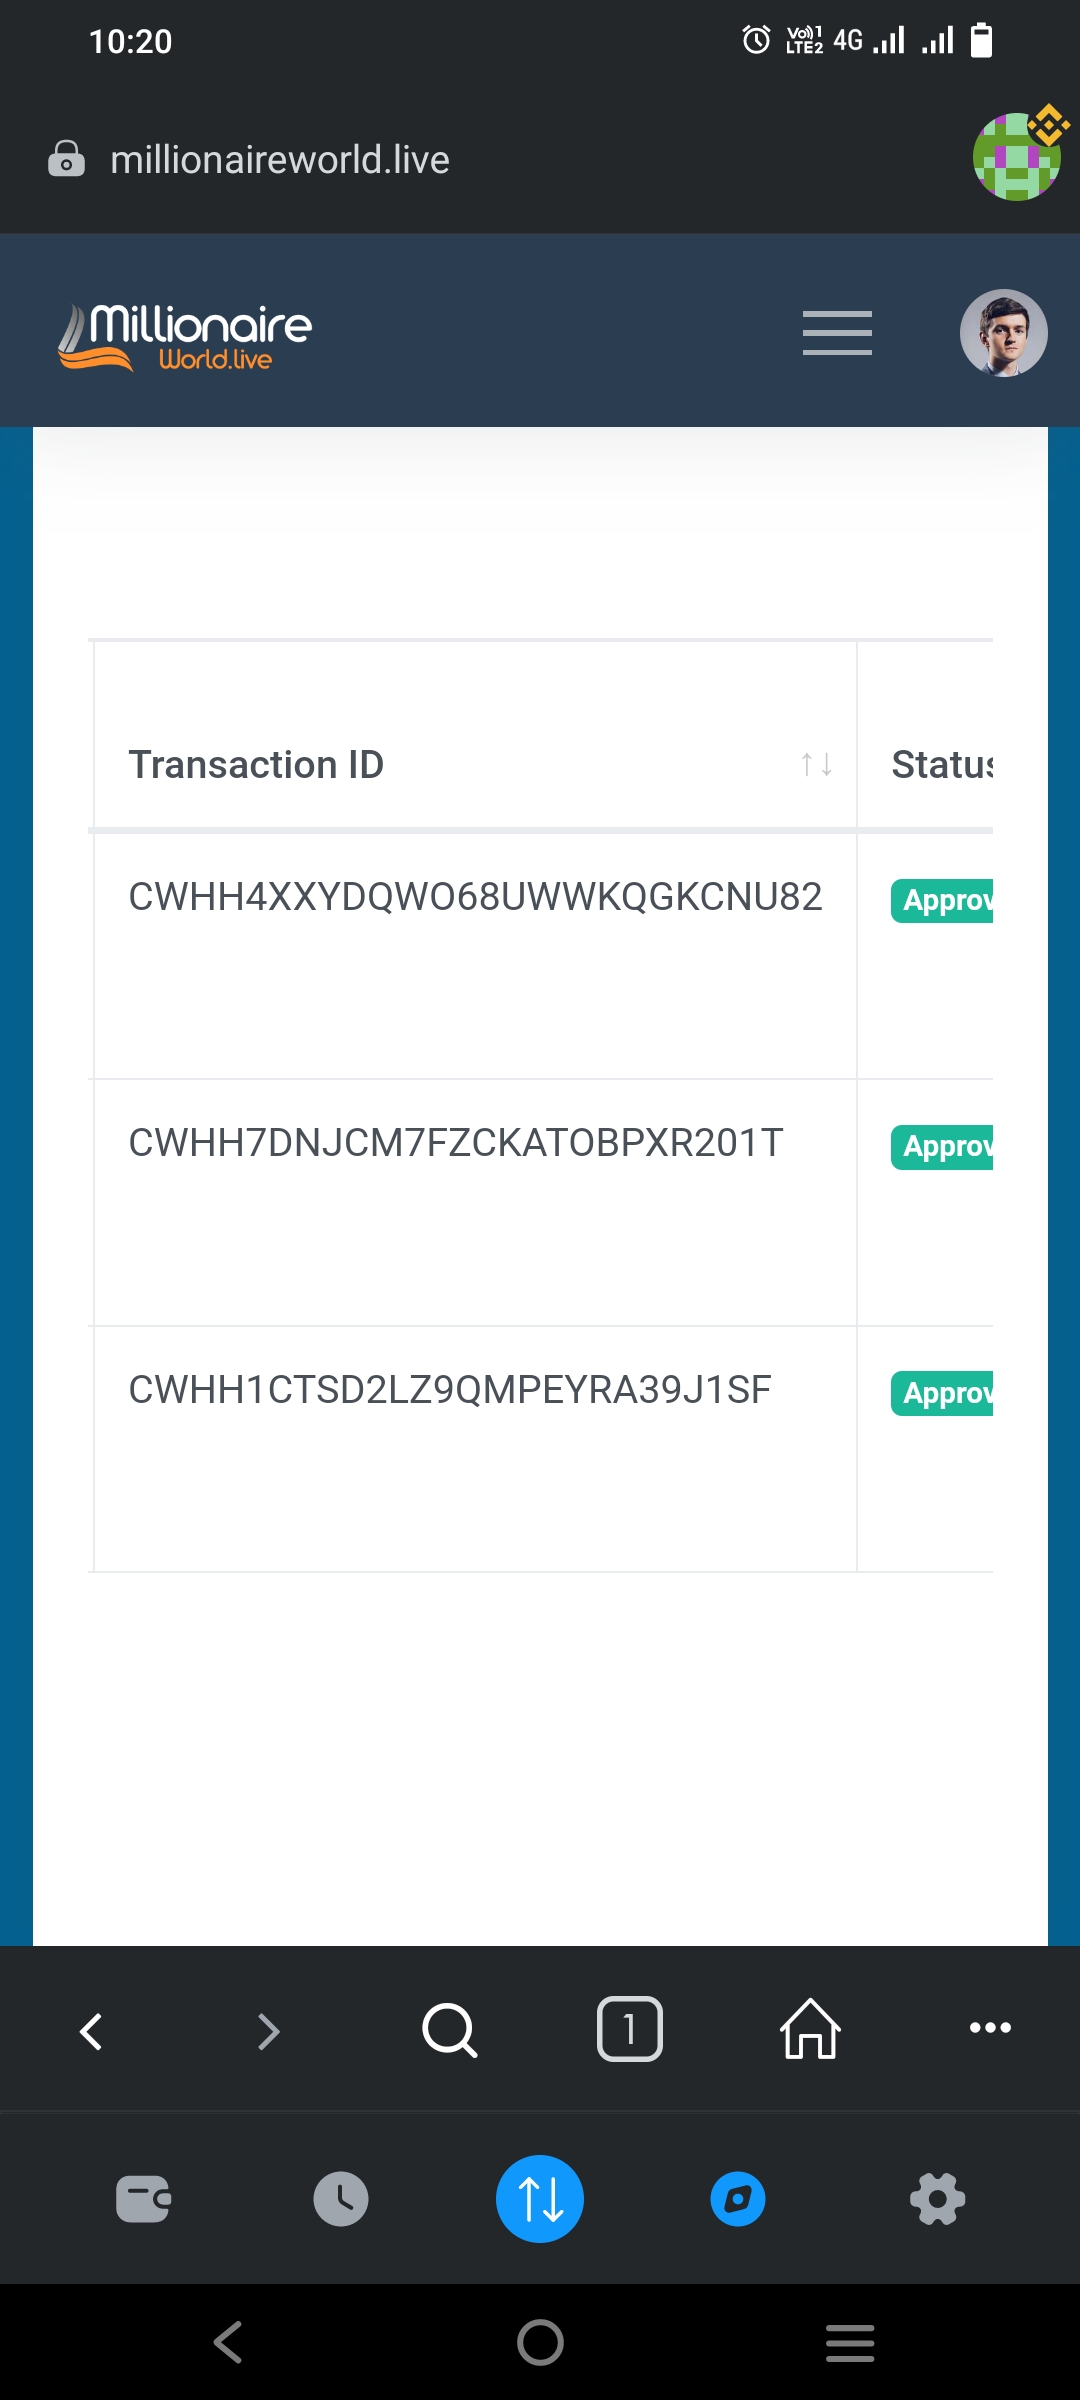 10:20
Vo)) 1
LTE2 4G
millionaireworld.live
Millionaire
World.live
Transaction ID ↑↓ Status
CWHH4XXYDQWO68UWWKQGKCNU82 Approv
CWHH7DNJCM7FZCKATOBPXR201T Approv
CWHH1CTSD2LZ9QMPEYRA39J1SF Approv
1